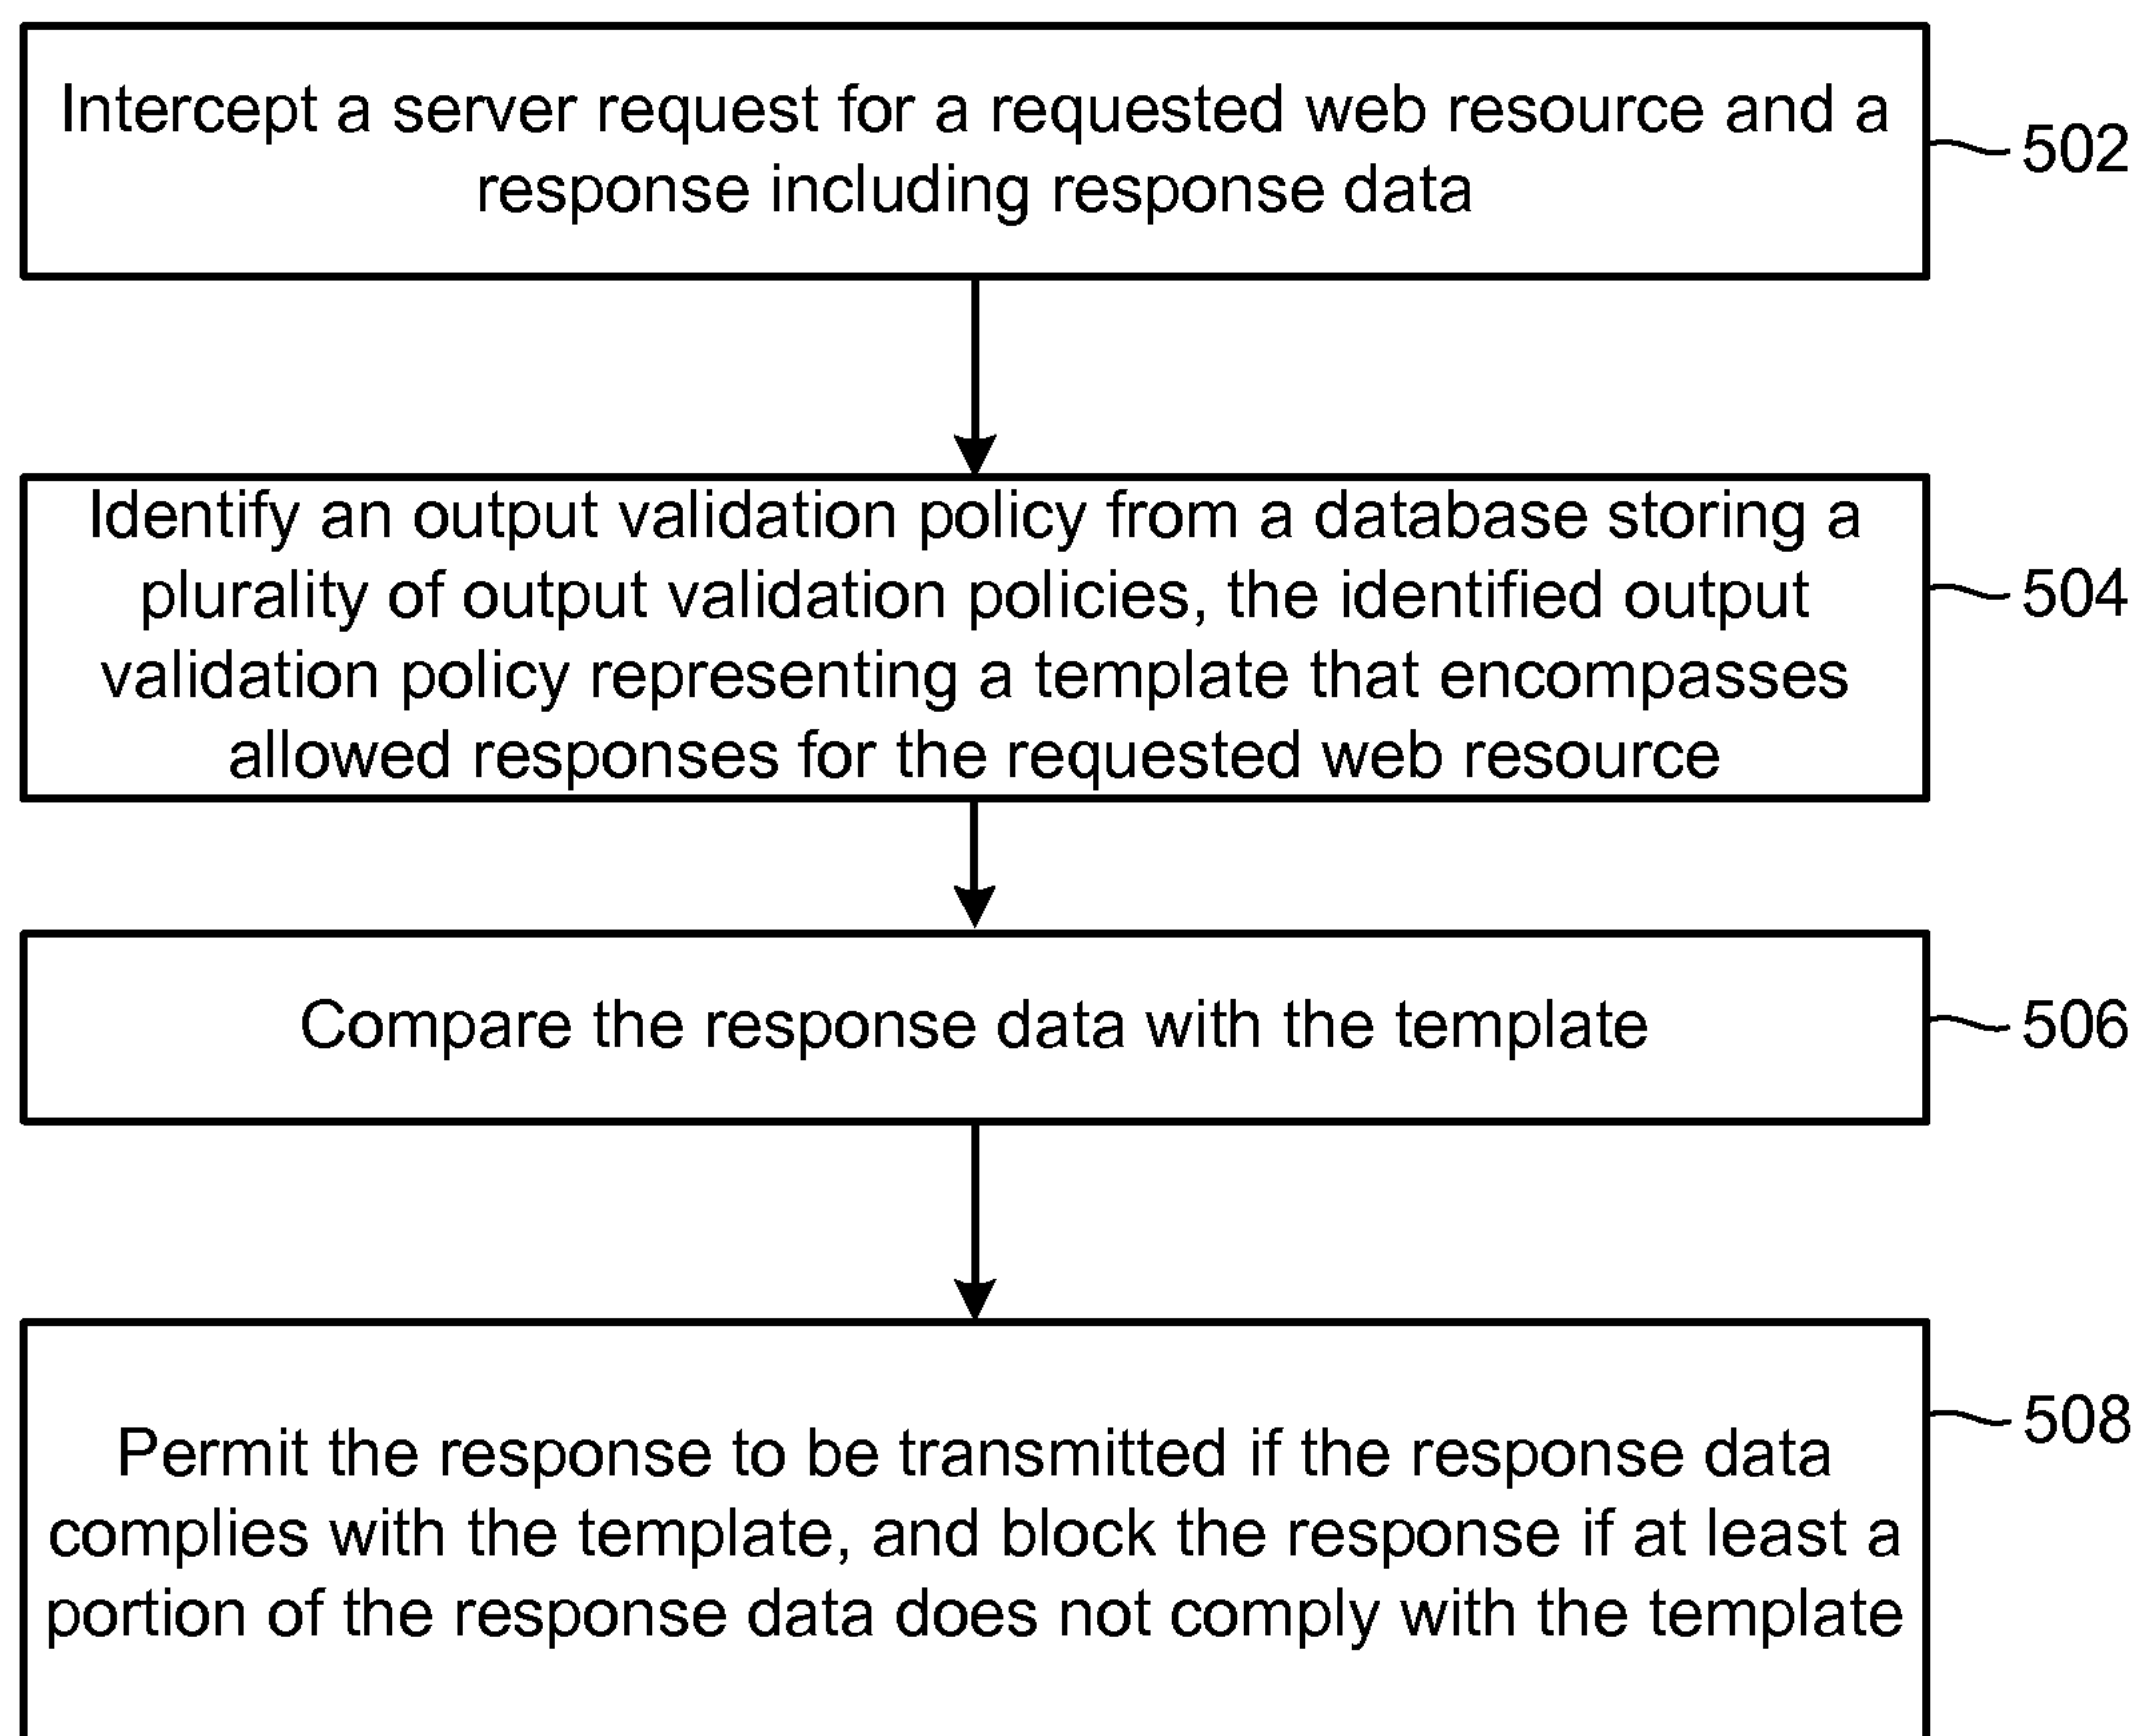 Intercept a server request for a requested web resource and a
response including response data
502
Identify an output validation policy from a database storing a
plurality of output validation policies, the identified output
validation policy representing a template that encompasses
allowed responses for the requested web resource
504
Compare the response data with the template
506
Permit the response to be transmitted if the response data
complies with the template, and block the response if at least a
portion of the response data does not comply with the template
508